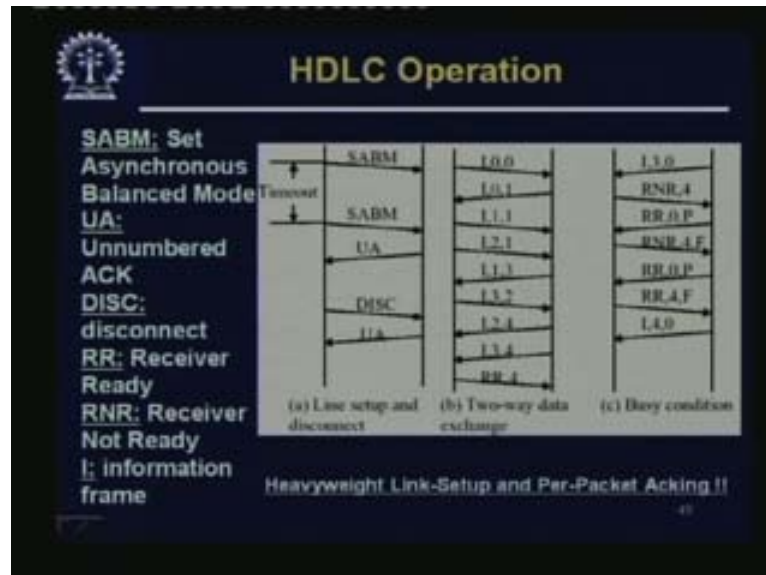 HDLC Operation
SABM: Set
Asynchronous
Balanced Mode
UA:
Unnumbered
ACK
DISC:
disconnect
RR: Receiver
Ready
RNR: Receiver
Not Ready
I: information
frame
Timeout
SABM
SABM
UA
DISC
UA
(a) Line setup and
disconnect
I,0,0
I,0,1
I,1,1
I,2,1
I,1,3
I,3,2
I,2,4
I,3,4
RR,4
(b) Two-way data
exchange
I,3,0
RNR,4
RR,0,P
RNR,4,F
RR,0,P
RR,4,F
I,4,0
(c) Busy condition
Heavyweight Link-Setup and Per-Packet Acking !!